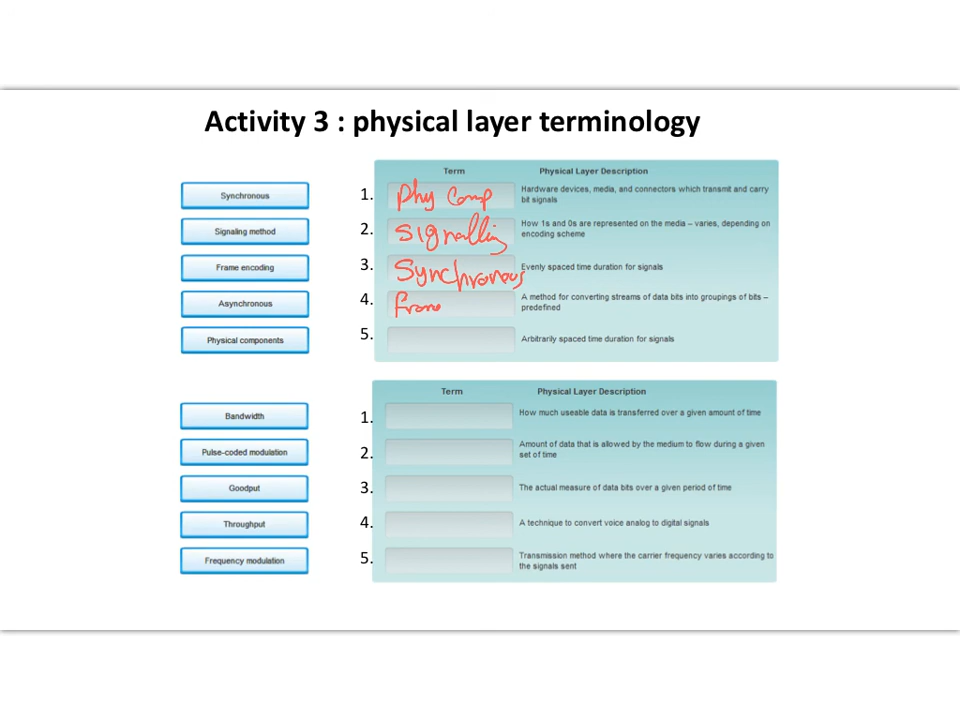 Activity 3 : physical layer terminology
Term Physical Layer Description
Synchronous
Signaling method
Frame encoding
Asynchronous
Physical components
1. Phy Comp Hardware devices, media, and connectors which transmit and carry
bit signals
2. Signalling How 1s and 0s are represented on the media – varies, depending on
encoding scheme
3. Synchronous Evenly spaced time duration for signals
4. frame A method for converting streams of data bits into groupings of bits –
predefined
5. Arbitrarily spaced time duration for signals
Term Physical Layer Description
Bandwidth
Pulse-coded modulation
Goodput
Throughput
Frequency modulation
1. How much useable data is transferred over a given amount of time
2. Amount of data that is allowed by the medium to flow during a given
set of time
3. The actual measure of data bits over a given period of time
4. A technique to convert voice analog to digital signals
5. Transmission method where the carrier frequency varies according to
the signals sent